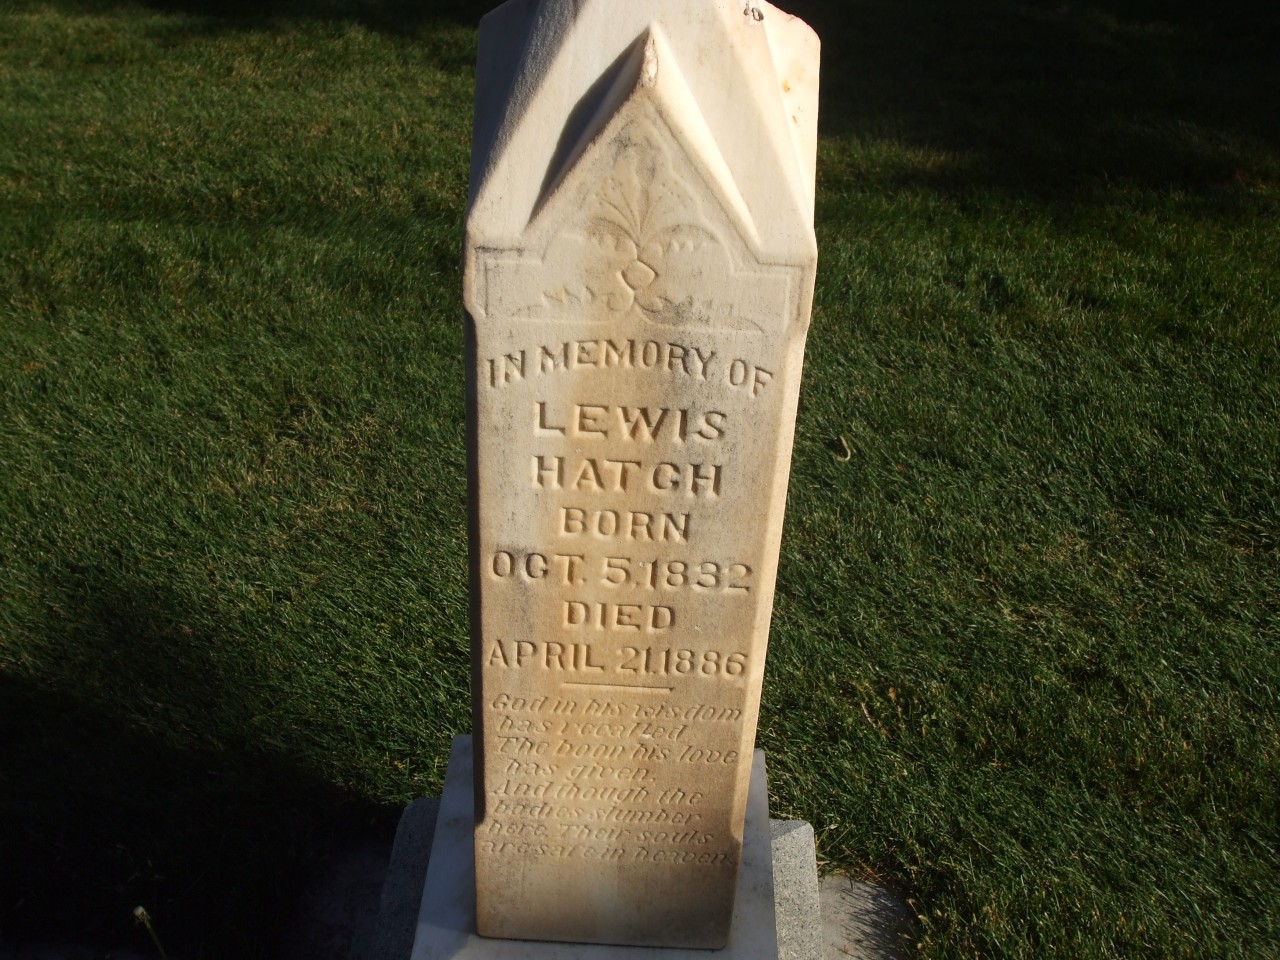 IN MEMORY OF
LEWIS
HATCH
BORN
OCT. 5. 1832
DIED
APRIL 21. 1886
God in his wisdom
has recalled
The boon his love
has given.
And though the
bodies slumber
here. Their souls
are safe in heaven